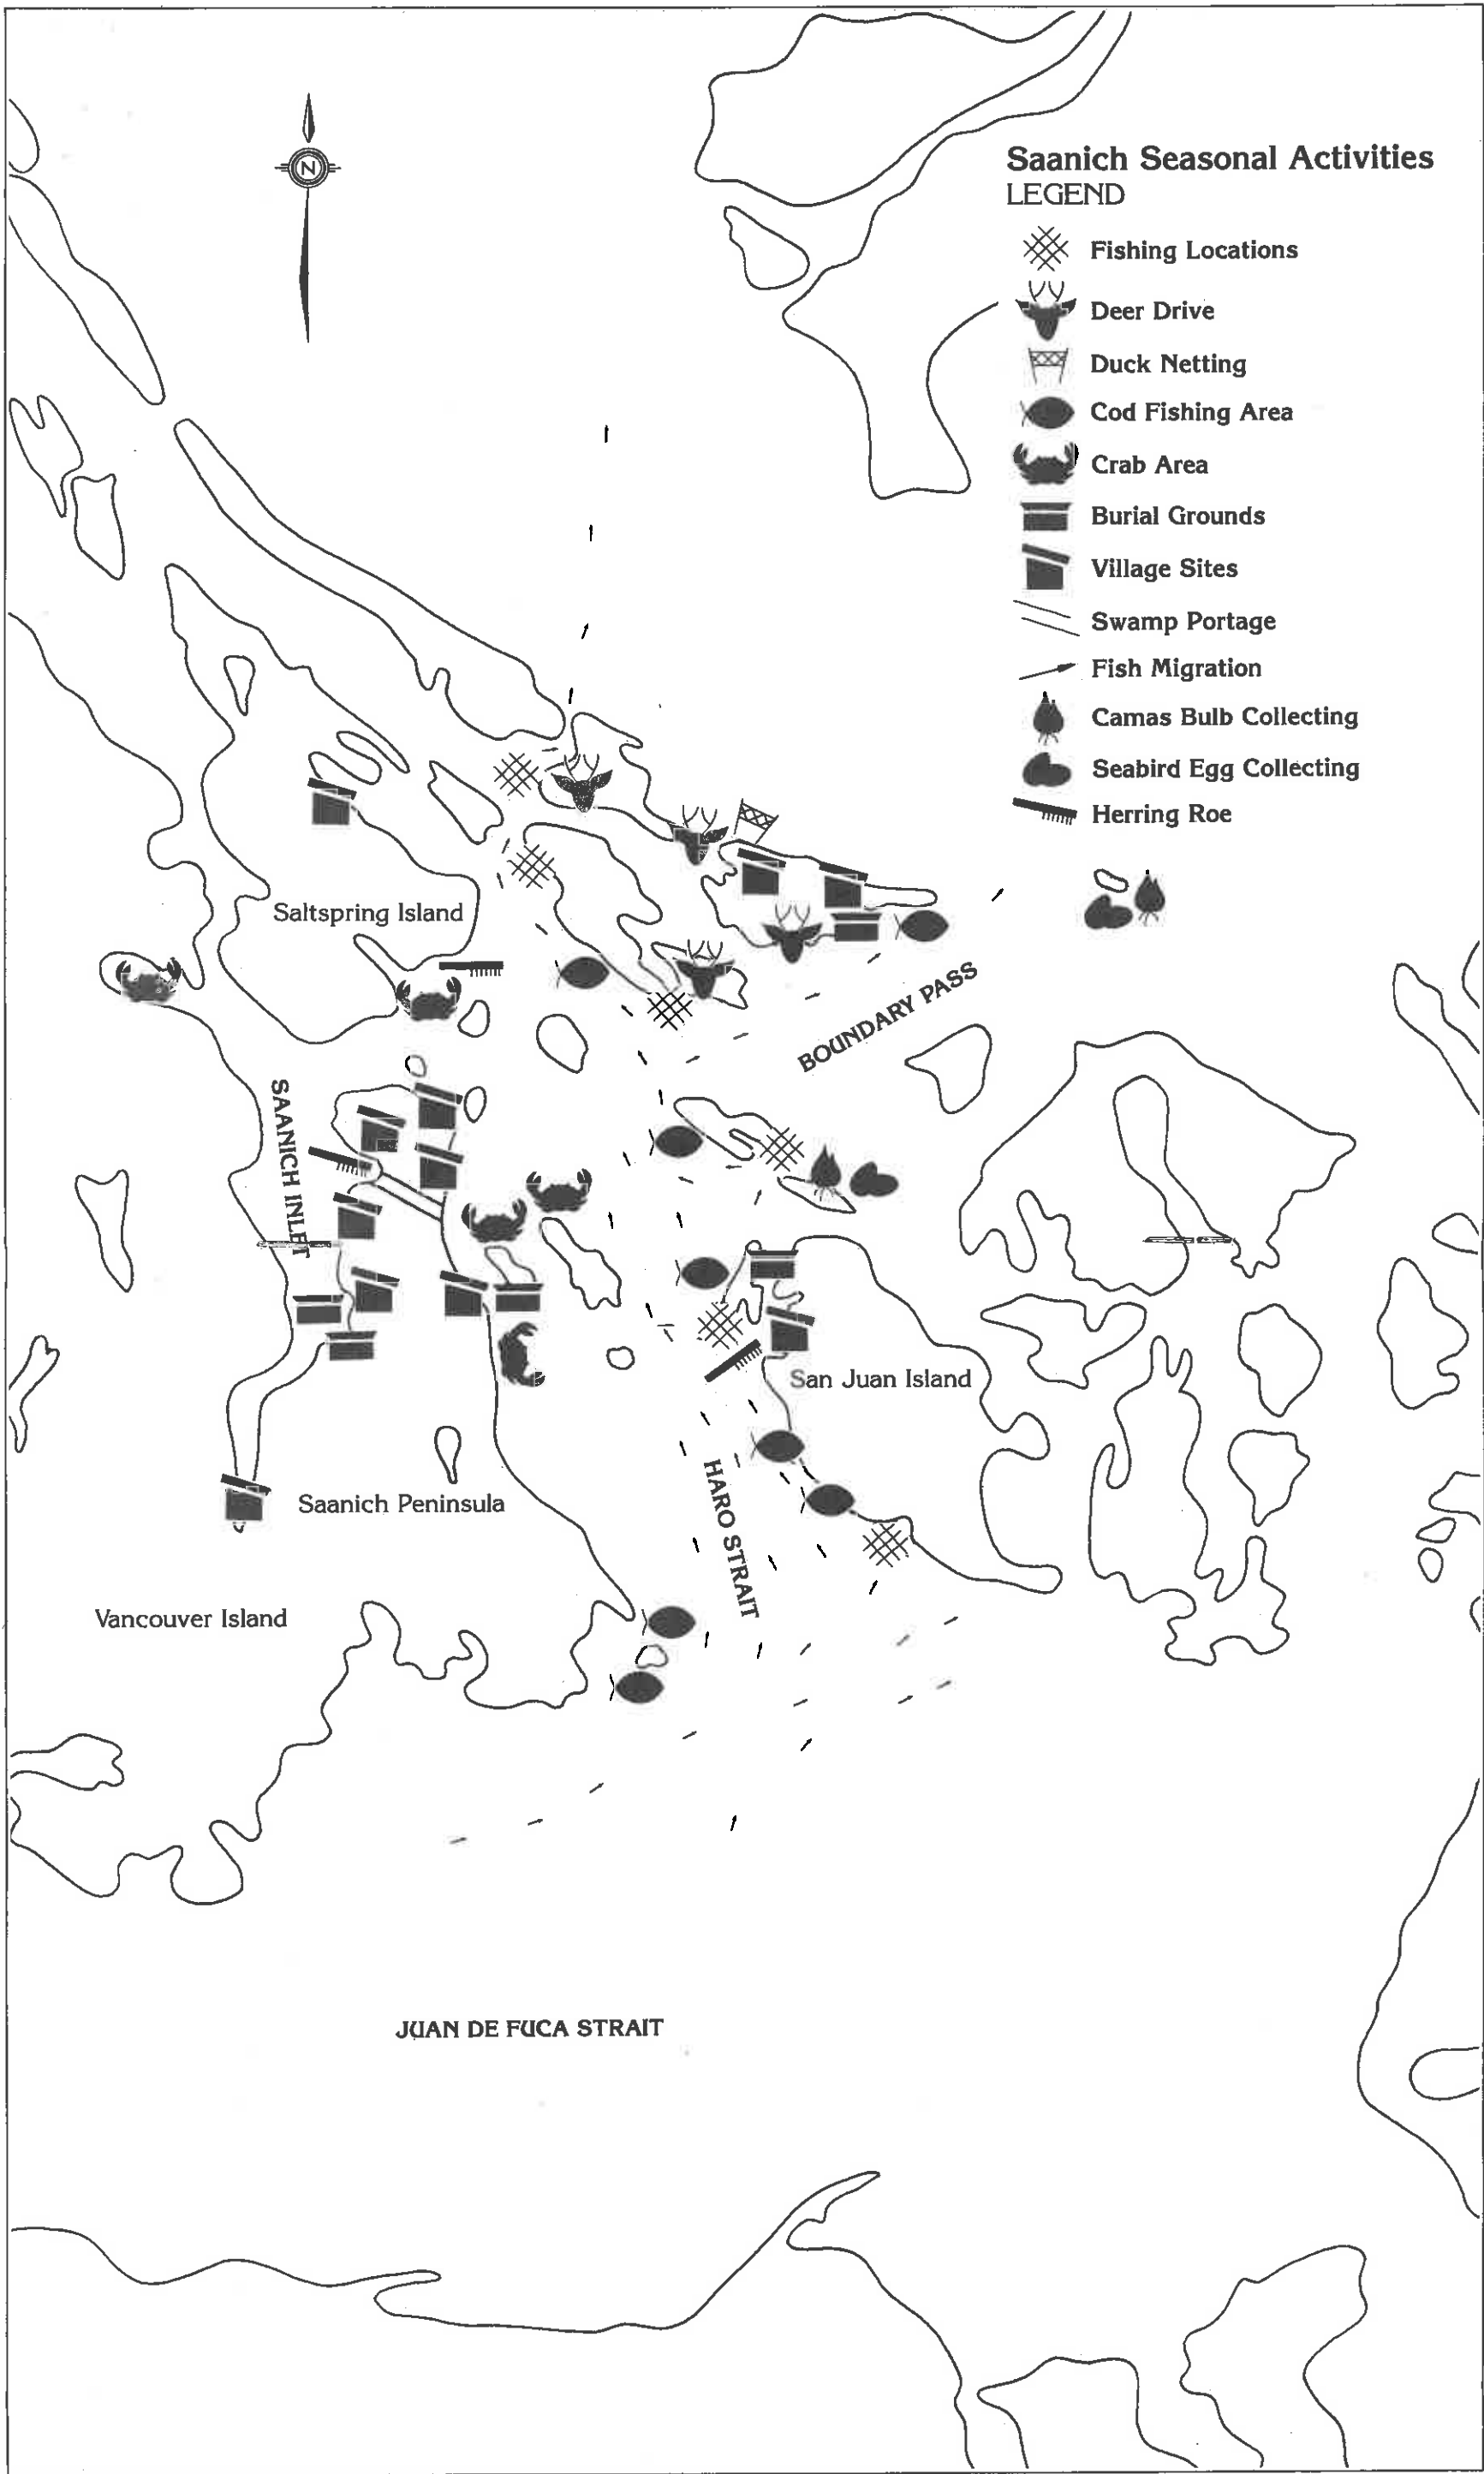 N
Saanich Seasonal Activities
LEGEND
Fishing Locations
Deer Drive
Duck Netting
Cod Fishing Area
Crab Area
Burial Grounds
Village Sites
Swamp Portage
Fish Migration
Camas Bulb Collecting
Seabird Egg Collecting
Herring Roe
Saltspring Island
BOUNDARY PASS
SAANICH INLET
San Juan Island
HARO STRAIT
Saanich Peninsula
Vancouver Island
JUAN DE FUCA STRAIT